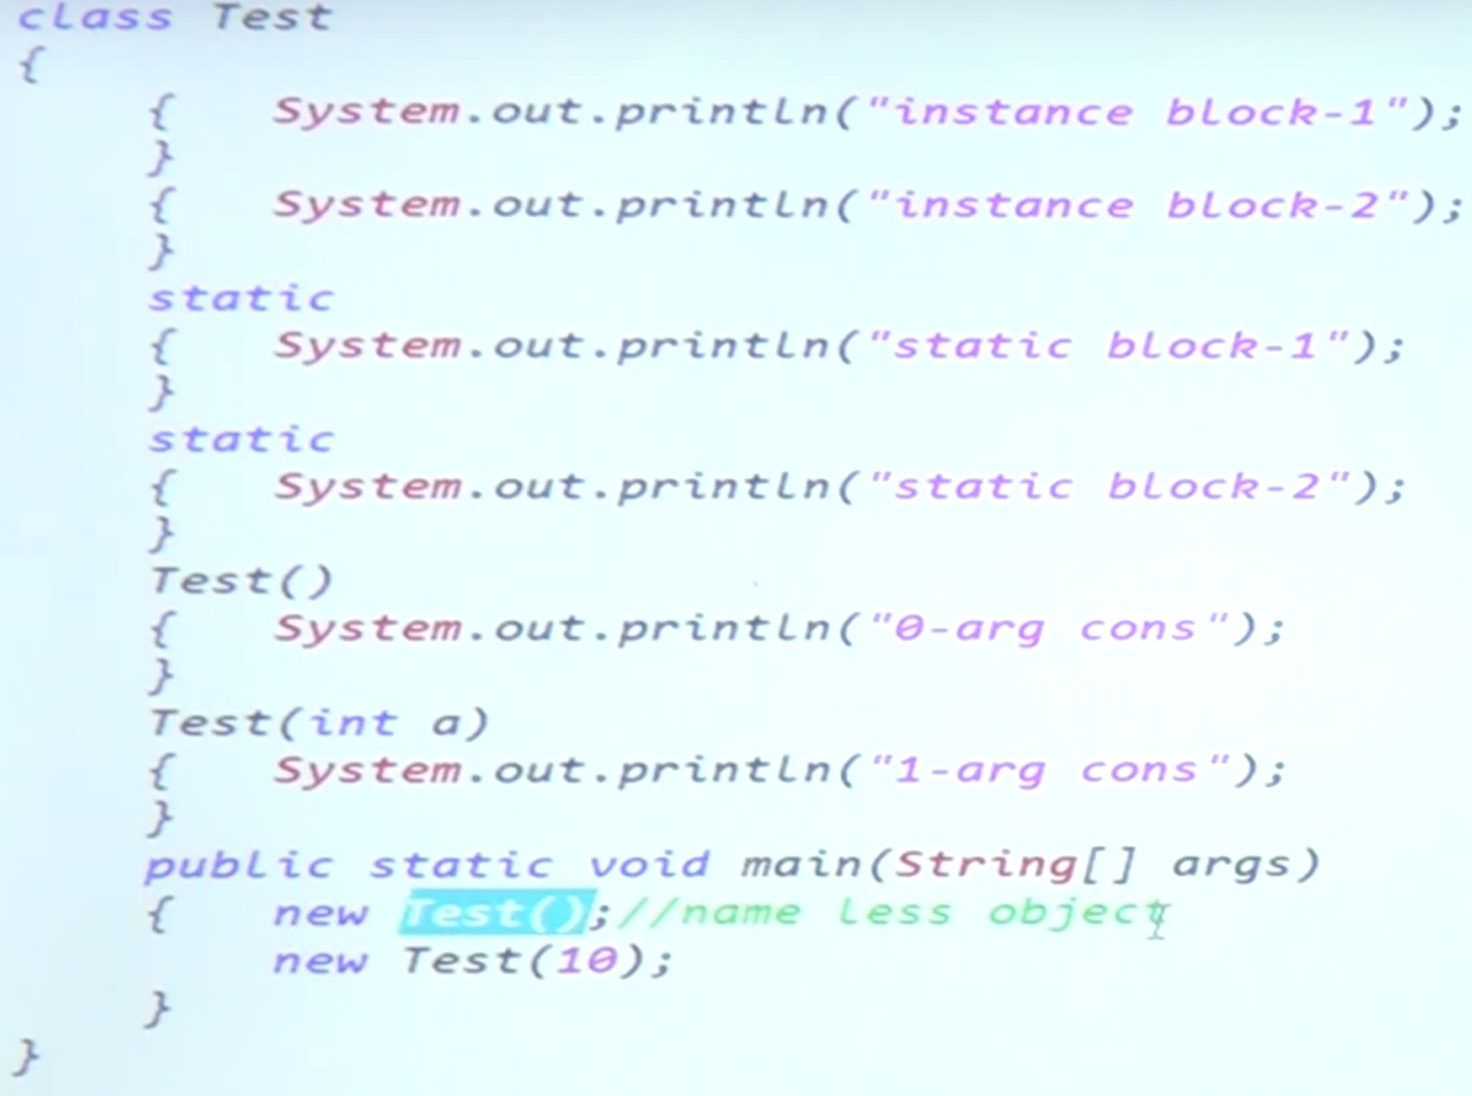 class Test
{
{ System.out.println("instance block-1");
}
{ System.out.println("instance block-2");
}
static
{ System.out.println("static block-1");
}
static
{ System.out.println("static block-2");
}
Test()
{ System.out.println("0-arg cons");
}
Test(int a)
{ System.out.println("1-arg cons");
}
public static void main(String[] args)
{ new Test();//name less object
new Test(10);
}
}